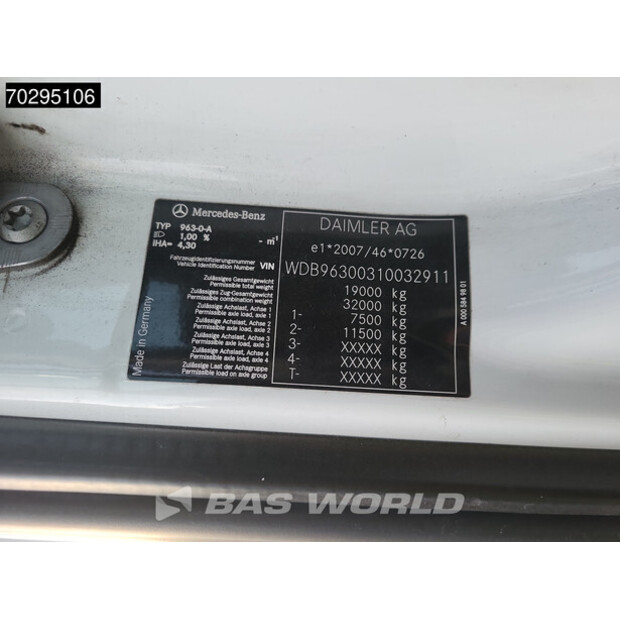 70295106
Mercedes-Benz
TYP 963-0-A
1,00 % - m⁻¹
IHA= 4,30
DAIMLER AG
e1*2007/46*0726
Fahrzeugidentifizierungsnummer
Vehicle Identification Number VIN
WDB96300310032911
Zulässiges Gesamtgewicht
Permissible total weight
19000 kg
Zulässiges Zug-Gesamtgewicht
Permissible combination weight
32000 kg
Zulässige Achslast, Achse 1
Permissible axle load, axle 1
1- 7500 kg
Zulässige Achslast, Achse 2
Permissible axle load, axle 2
2- 11500 kg
Zulässige Achslast, Achse 3
Permissible axle load, axle 3
3- XXXXX kg
Zulässige Achslast, Achse 4
Permissible axle load, axle 4
4- XXXXX kg
Zulässige Last der Achsgruppe
Permissible load on axle group
T- XXXXX kg
Made in Germany
A 000 584 98 01
BAS WORLD